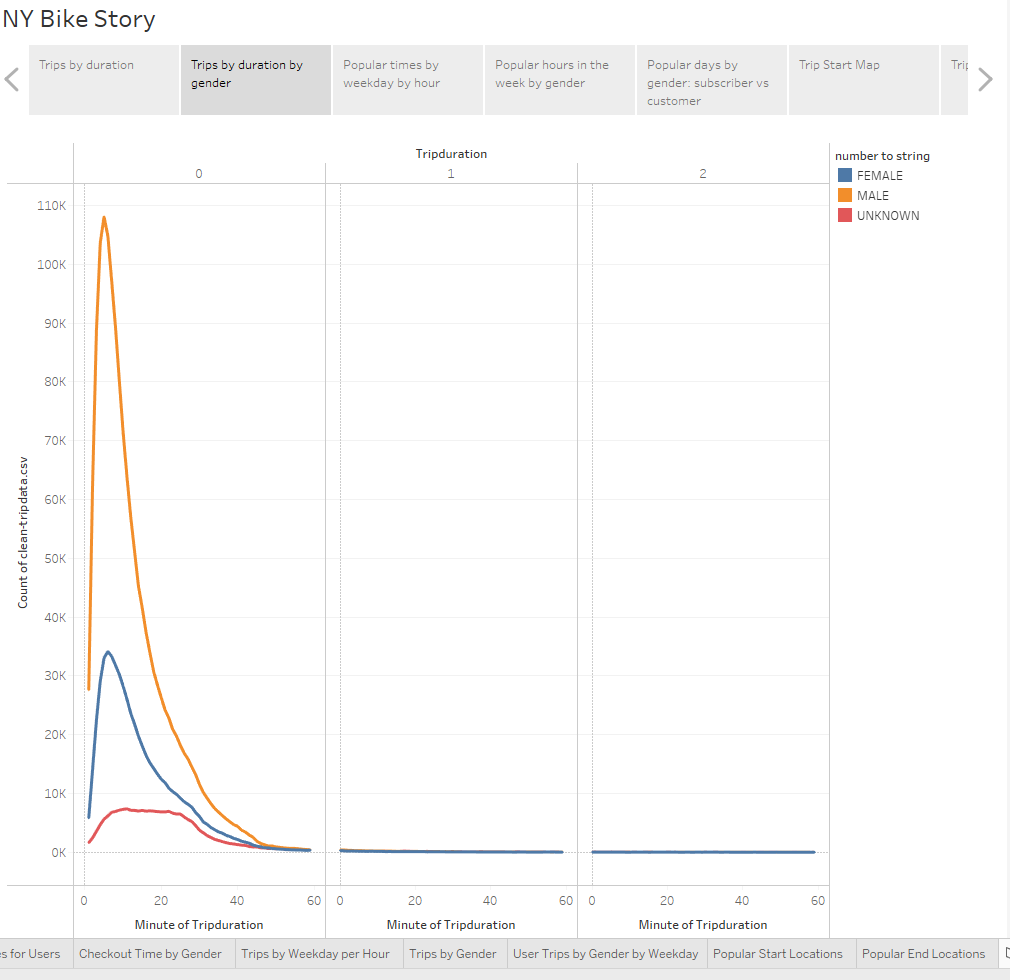 NY Bike Story
Trips by duration
Trips by duration by
gender
Popular times by
weekday by hour
Popular hours in the
week by gender
Popular days by
gender: subscriber vs
customer
Trip Start Map
Tripduration
0
1
2
number to string
FEMALE
MALE
UNKNOWN
110K
100K
90K
80K
70K
60K
50K
40K
30K
20K
10K
0K
Count of clean-tripdata.csv
0 20 40 60
0 20 40 60
0 20 40 60
Minute of Tripduration
Minute of Tripduration
Minute of Tripduration
for Users
Checkout Time by Gender
Trips by Weekday per Hour
Trips by Gender
User Trips by Gender by Weekday
Popular Start Locations
Popular End Locations